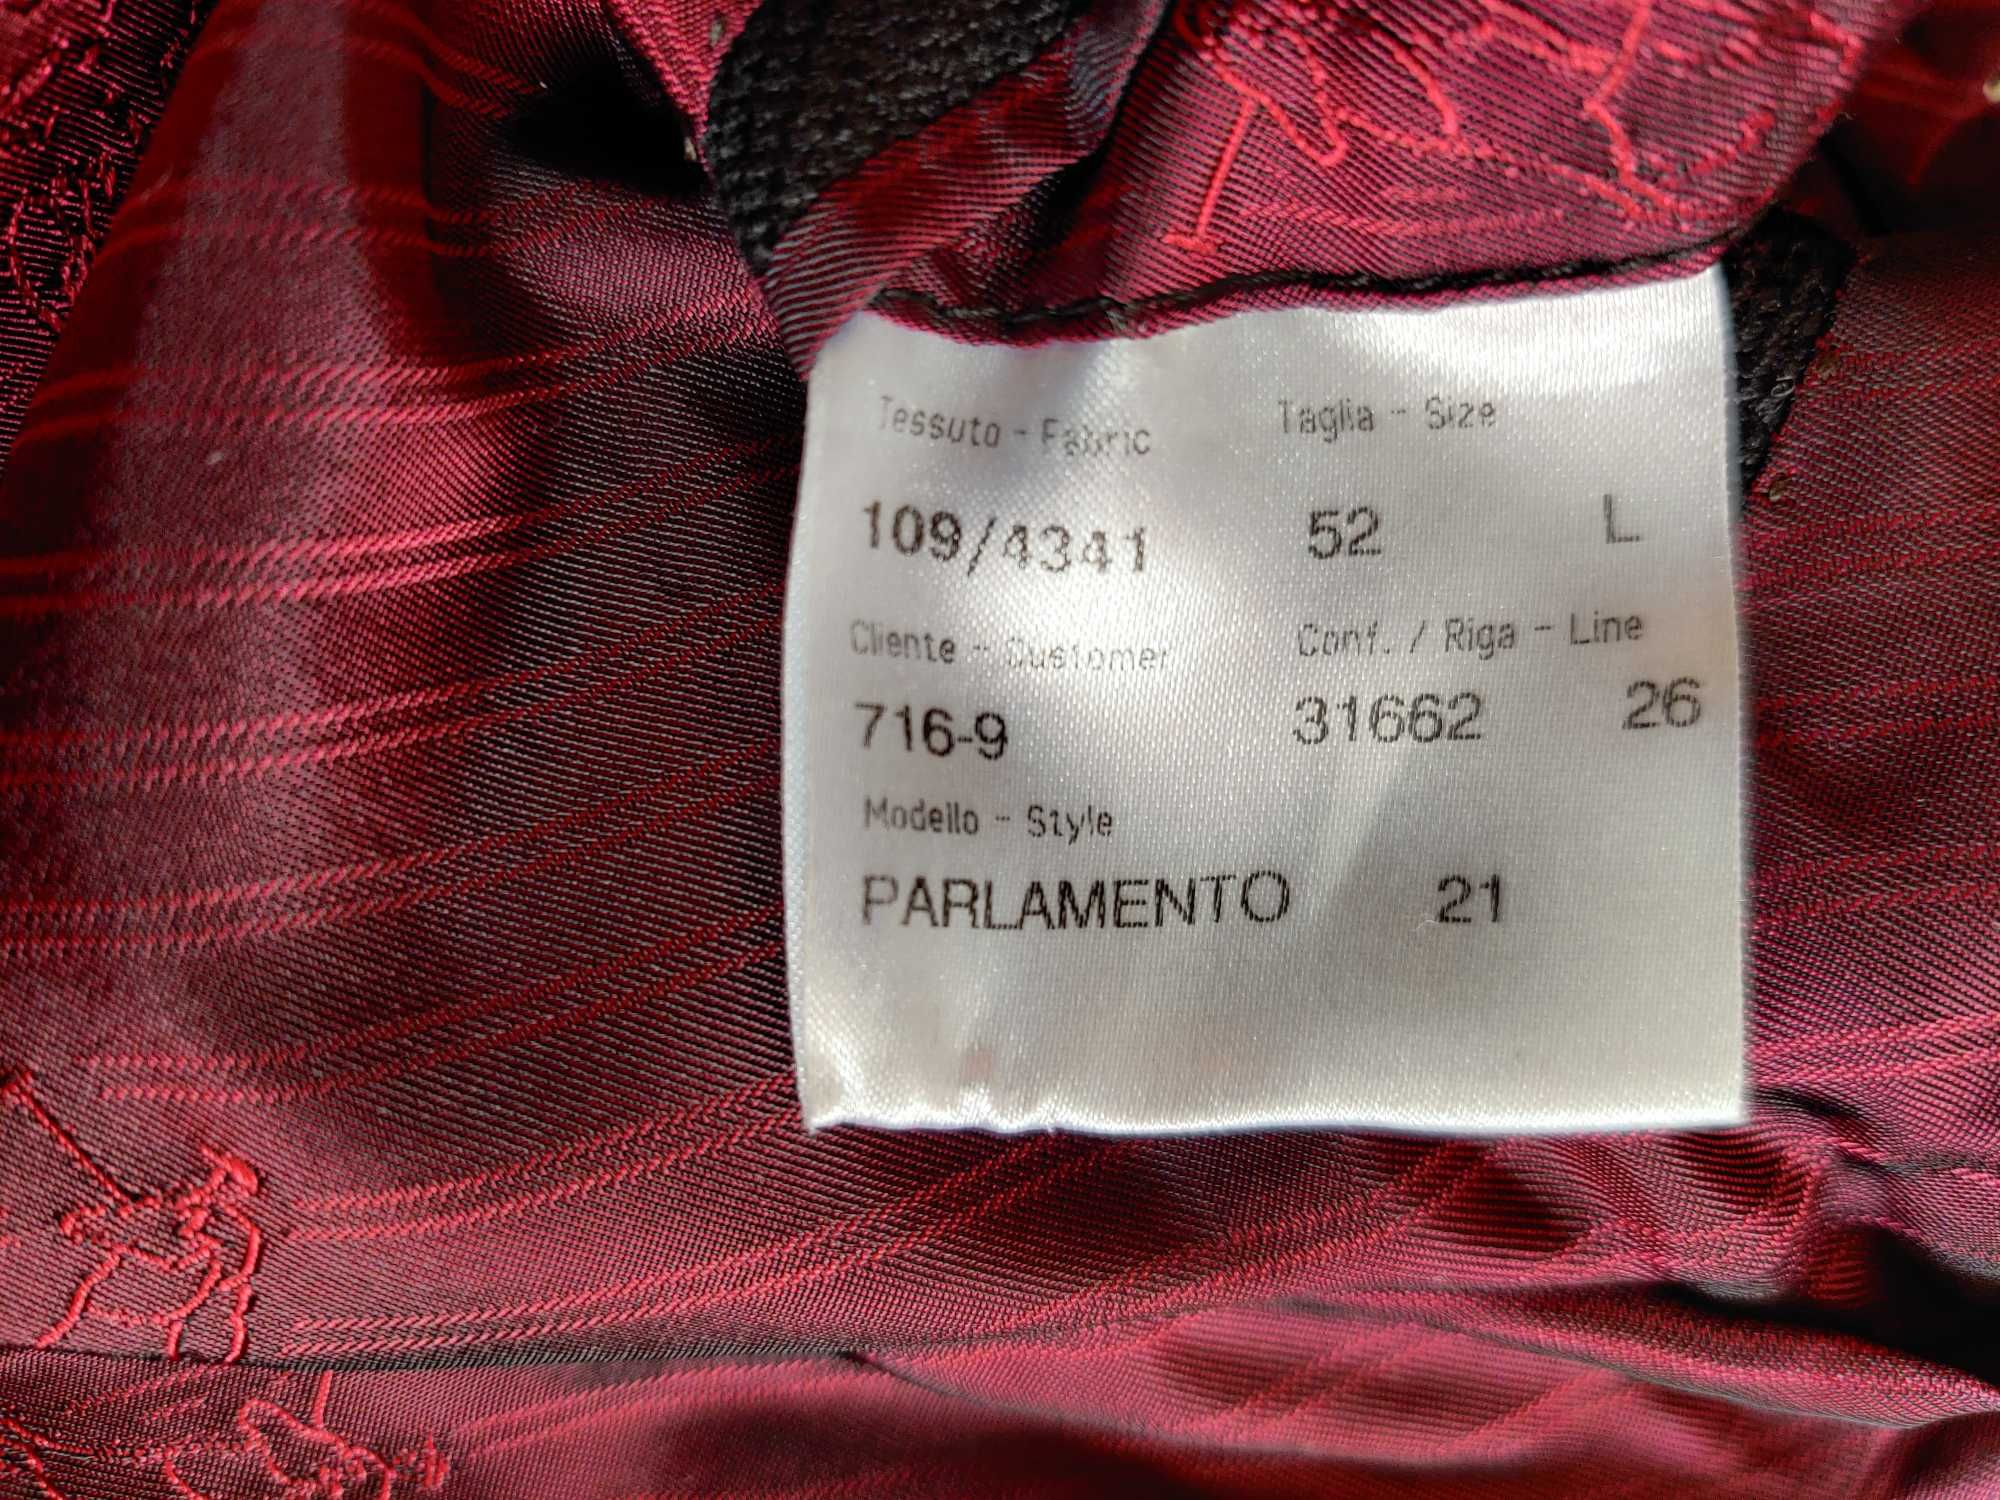 Tessuto - Fabric Taglia - Size
109/4341 52 L
Cliente - Customer Conf. / Riga - Line
716-9 31662 26
Modello - Style
PARLAMENTO 21